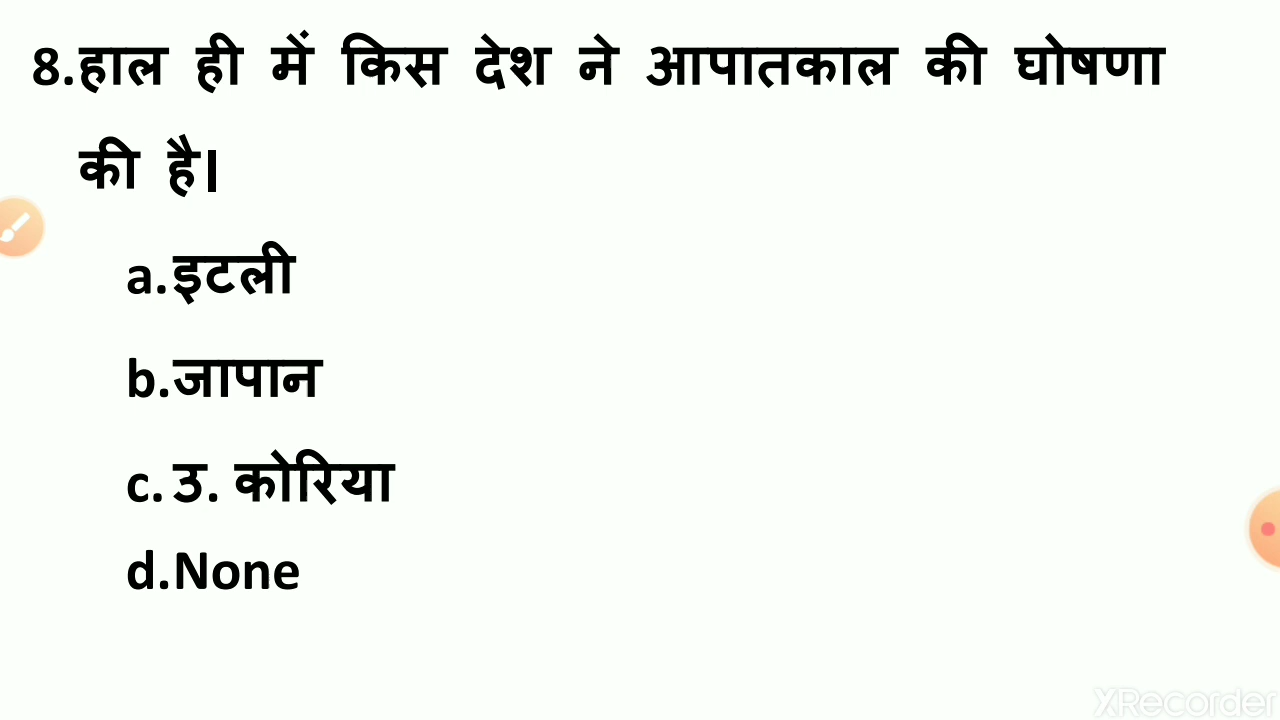 8.हाल ही में किस देश ने आपातकाल की घोषणा
की है।
a.इटली
b.जापान
c. उ. कोरिया
d.None
XRecorder